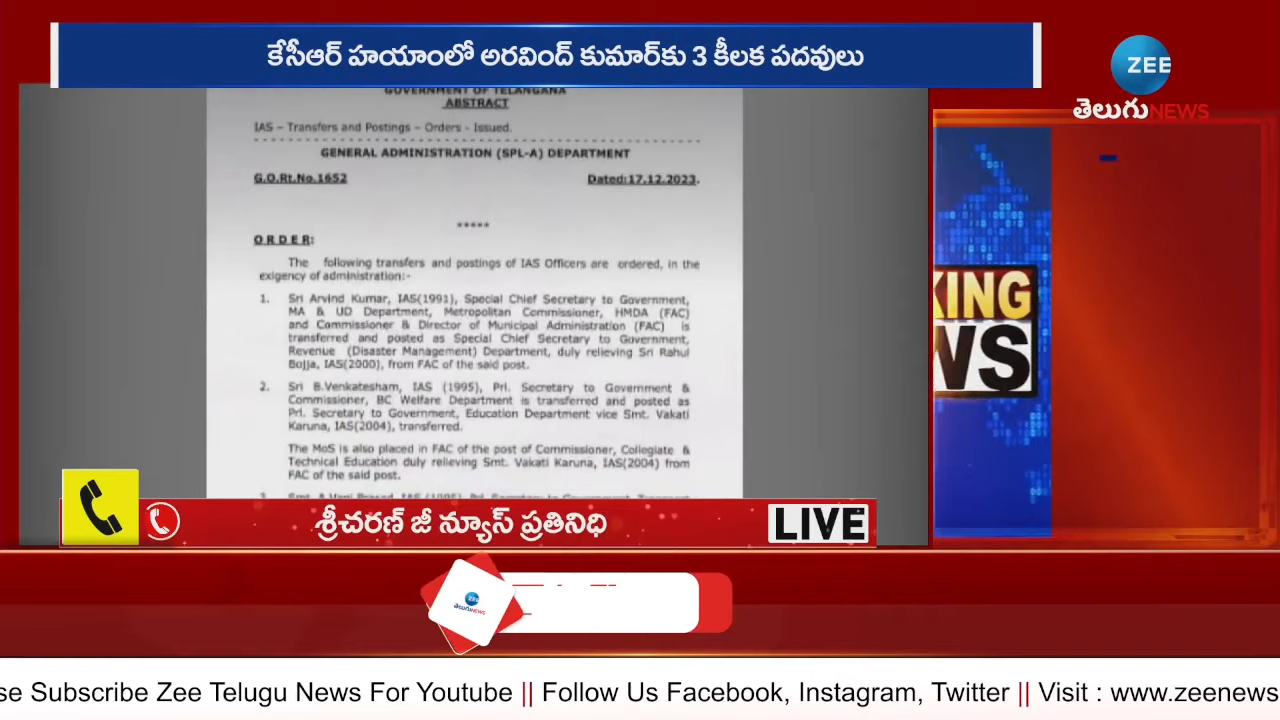 కేసీఆర్ హయాంలో అరవింద్ కుమార్‌కు 3 కీలక పదవులు
ZEE
తెలుగు NEWS
GOVERNMENT OF TELANGANA
ABSTRACT
IAS – Transfers and Postings – Orders - Issued.
GENERAL ADMINISTRATION (SPL-A) DEPARTMENT
G.O.Rt.No.1652 Dated:17.12.2023.
*****
O R D E R:
The following transfers and postings of IAS Officers are ordered, in the
exigency of administration:-
1. Sri Arvind Kumar, IAS(1991), Special Chief Secretary to Government,
MA & UD Department, Metropolitan Commissioner, HMDA (FAC)
and Commissioner & Director of Municipal Administration (FAC) is
transferred and posted as Special Chief Secretary to Government,
Revenue (Disaster Management) Department, duly relieving Sri Rahul
Bojja, IAS(2000), from FAC of the said post.
2. Sri B.Venkatesham, IAS (1995), Prl. Secretary to Government &
Commissioner, BC Welfare Department is transferred and posted as
Prl. Secretary to Government, Education Department vice Smt. Vakati
Karuna, IAS(2004), transferred.
The MoS is also placed in FAC of the post of Commissioner, Collegiate &
Technical Education duly relieving Smt. Vakati Karuna, IAS(2004) from
FAC of the said post.
KING
WS
శ్రీచరణ్ జీ న్యూస్ ప్రతినిధి
LIVE
ZEE
తెలుగు NEWS
se Subscribe Zee Telugu News For Youtube || Follow Us Facebook, Instagram, Twitter || Visit : www.zeenews